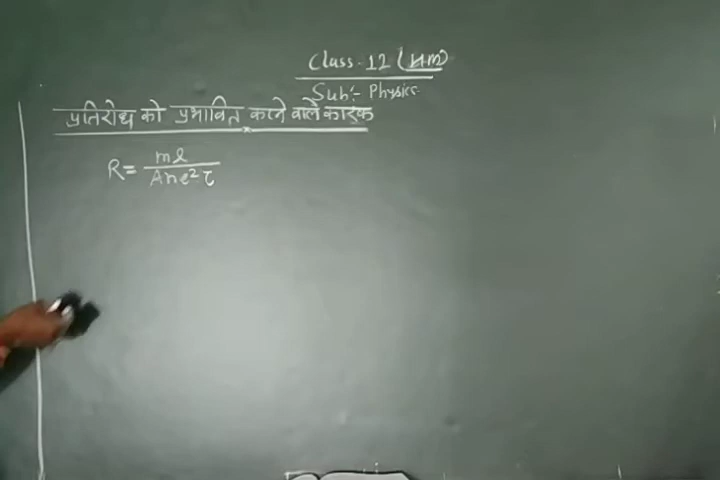 Class - 12 (HM)
Sub:- Physics
प्रतिरोध को प्रभावित करने वाले कारक
R = ml / Ane²τ